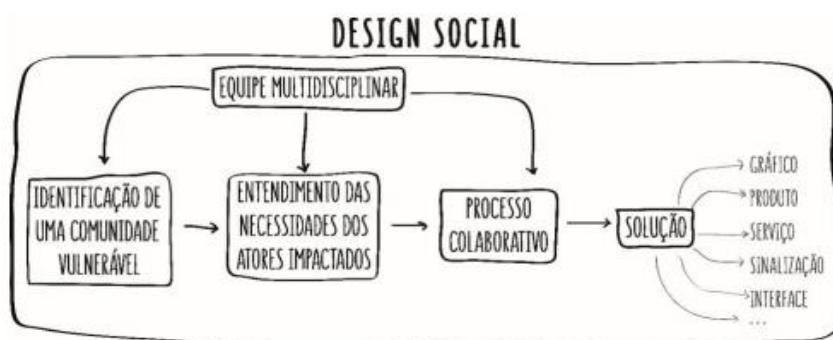 DESIGN SOCIAL
EQUIPE MULTIDISCIPLINAR
IDENTIFICAÇÃO DE
UMA COMUNIDADE
VULNERÁVEL
ENTENDIMENTO DAS
NECESSIDADES DOS
ATORES IMPACTADOS
PROCESSO
COLABORATIVO
SOLUÇÃO
GRÁFICO
PRODUTO
SERVIÇO
SINALIZAÇÃO
INTERFACE
...